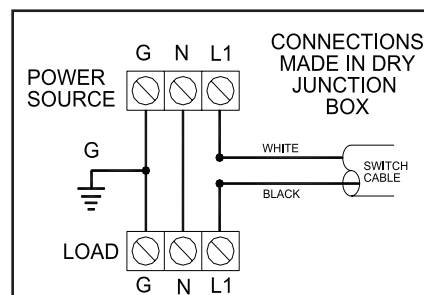 G N L1
POWER
SOURCE
CONNECTIONS
MADE IN DRY
JUNCTION
BOX
G
WHITE
BLACK
SWITCH
CABLE
LOAD
G N L1